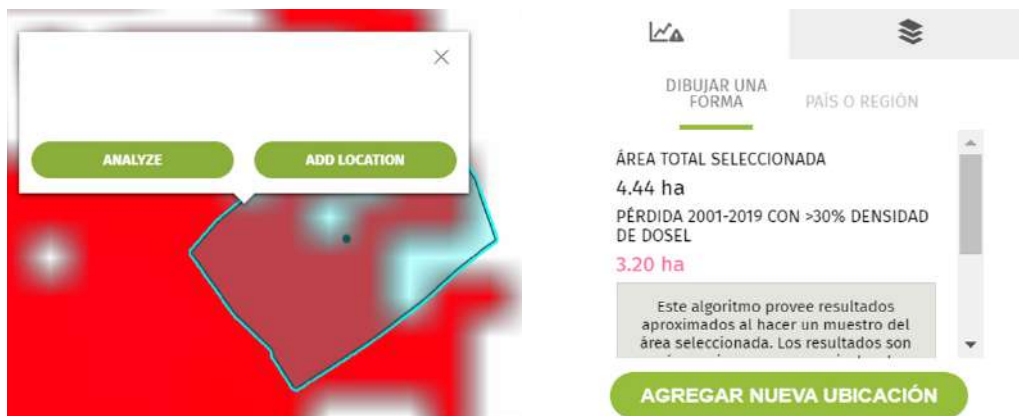 ANALYZE
ADD LOCATION
DIBUJAR UNA
FORMA
PAÍS O REGIÓN
ÁREA TOTAL SELECCIONADA
4.44 ha
PÉRDIDA 2001-2019 CON >30% DENSIDAD
DE DOSEL
3.20 ha
Este algoritmo provee resultados
aproximados al hacer un muestro del
área seleccionada. Los resultados son
AGREGAR NUEVA UBICACIÓN